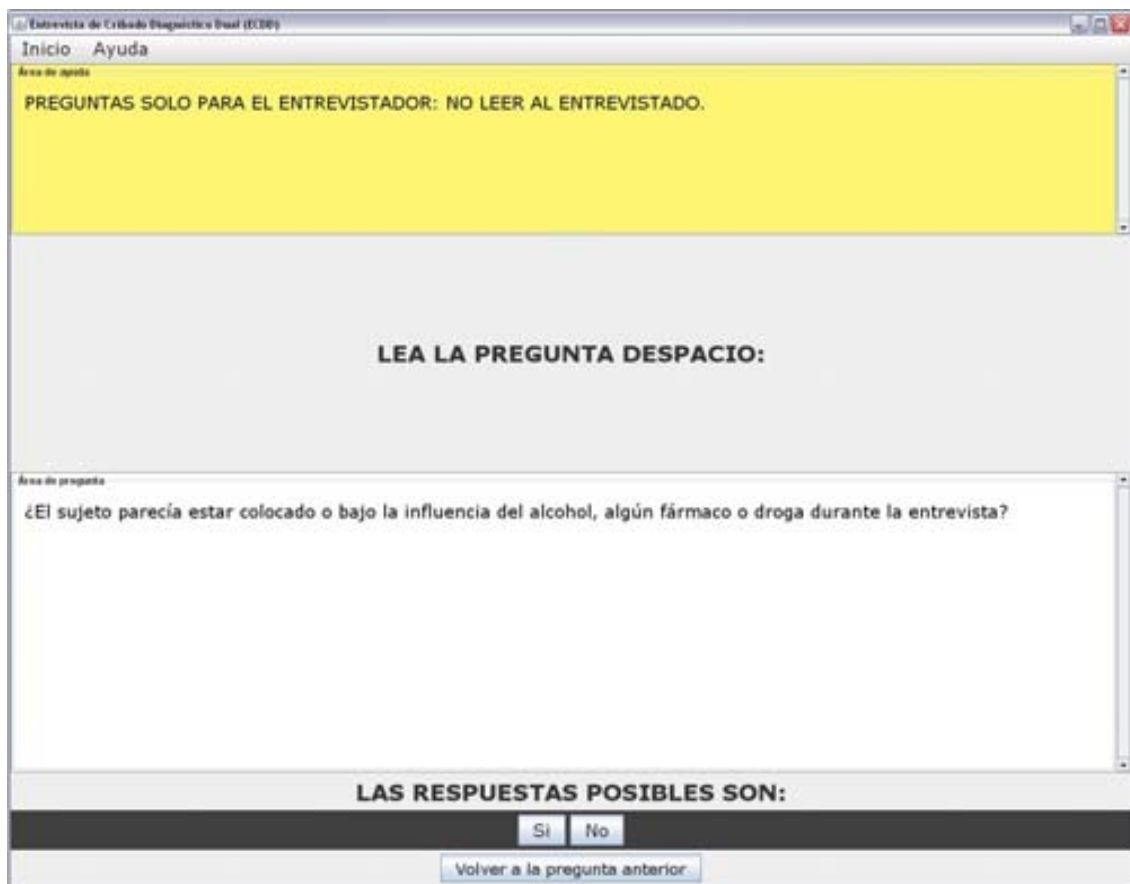 Entrevista de Cribado Diagnóstico Dual (ECDD)
Inicio Ayuda
Área de ayuda
PREGUNTAS SOLO PARA EL ENTREVISTADOR: NO LEER AL ENTREVISTADO.
LEA LA PREGUNTA DESPACIO:
Área de pregunta
¿El sujeto parecía estar colocado o bajo la influencia del alcohol, algún fármaco o droga durante la entrevista?
LAS RESPUESTAS POSIBLES SON:
Si No
Volver a la pregunta anterior